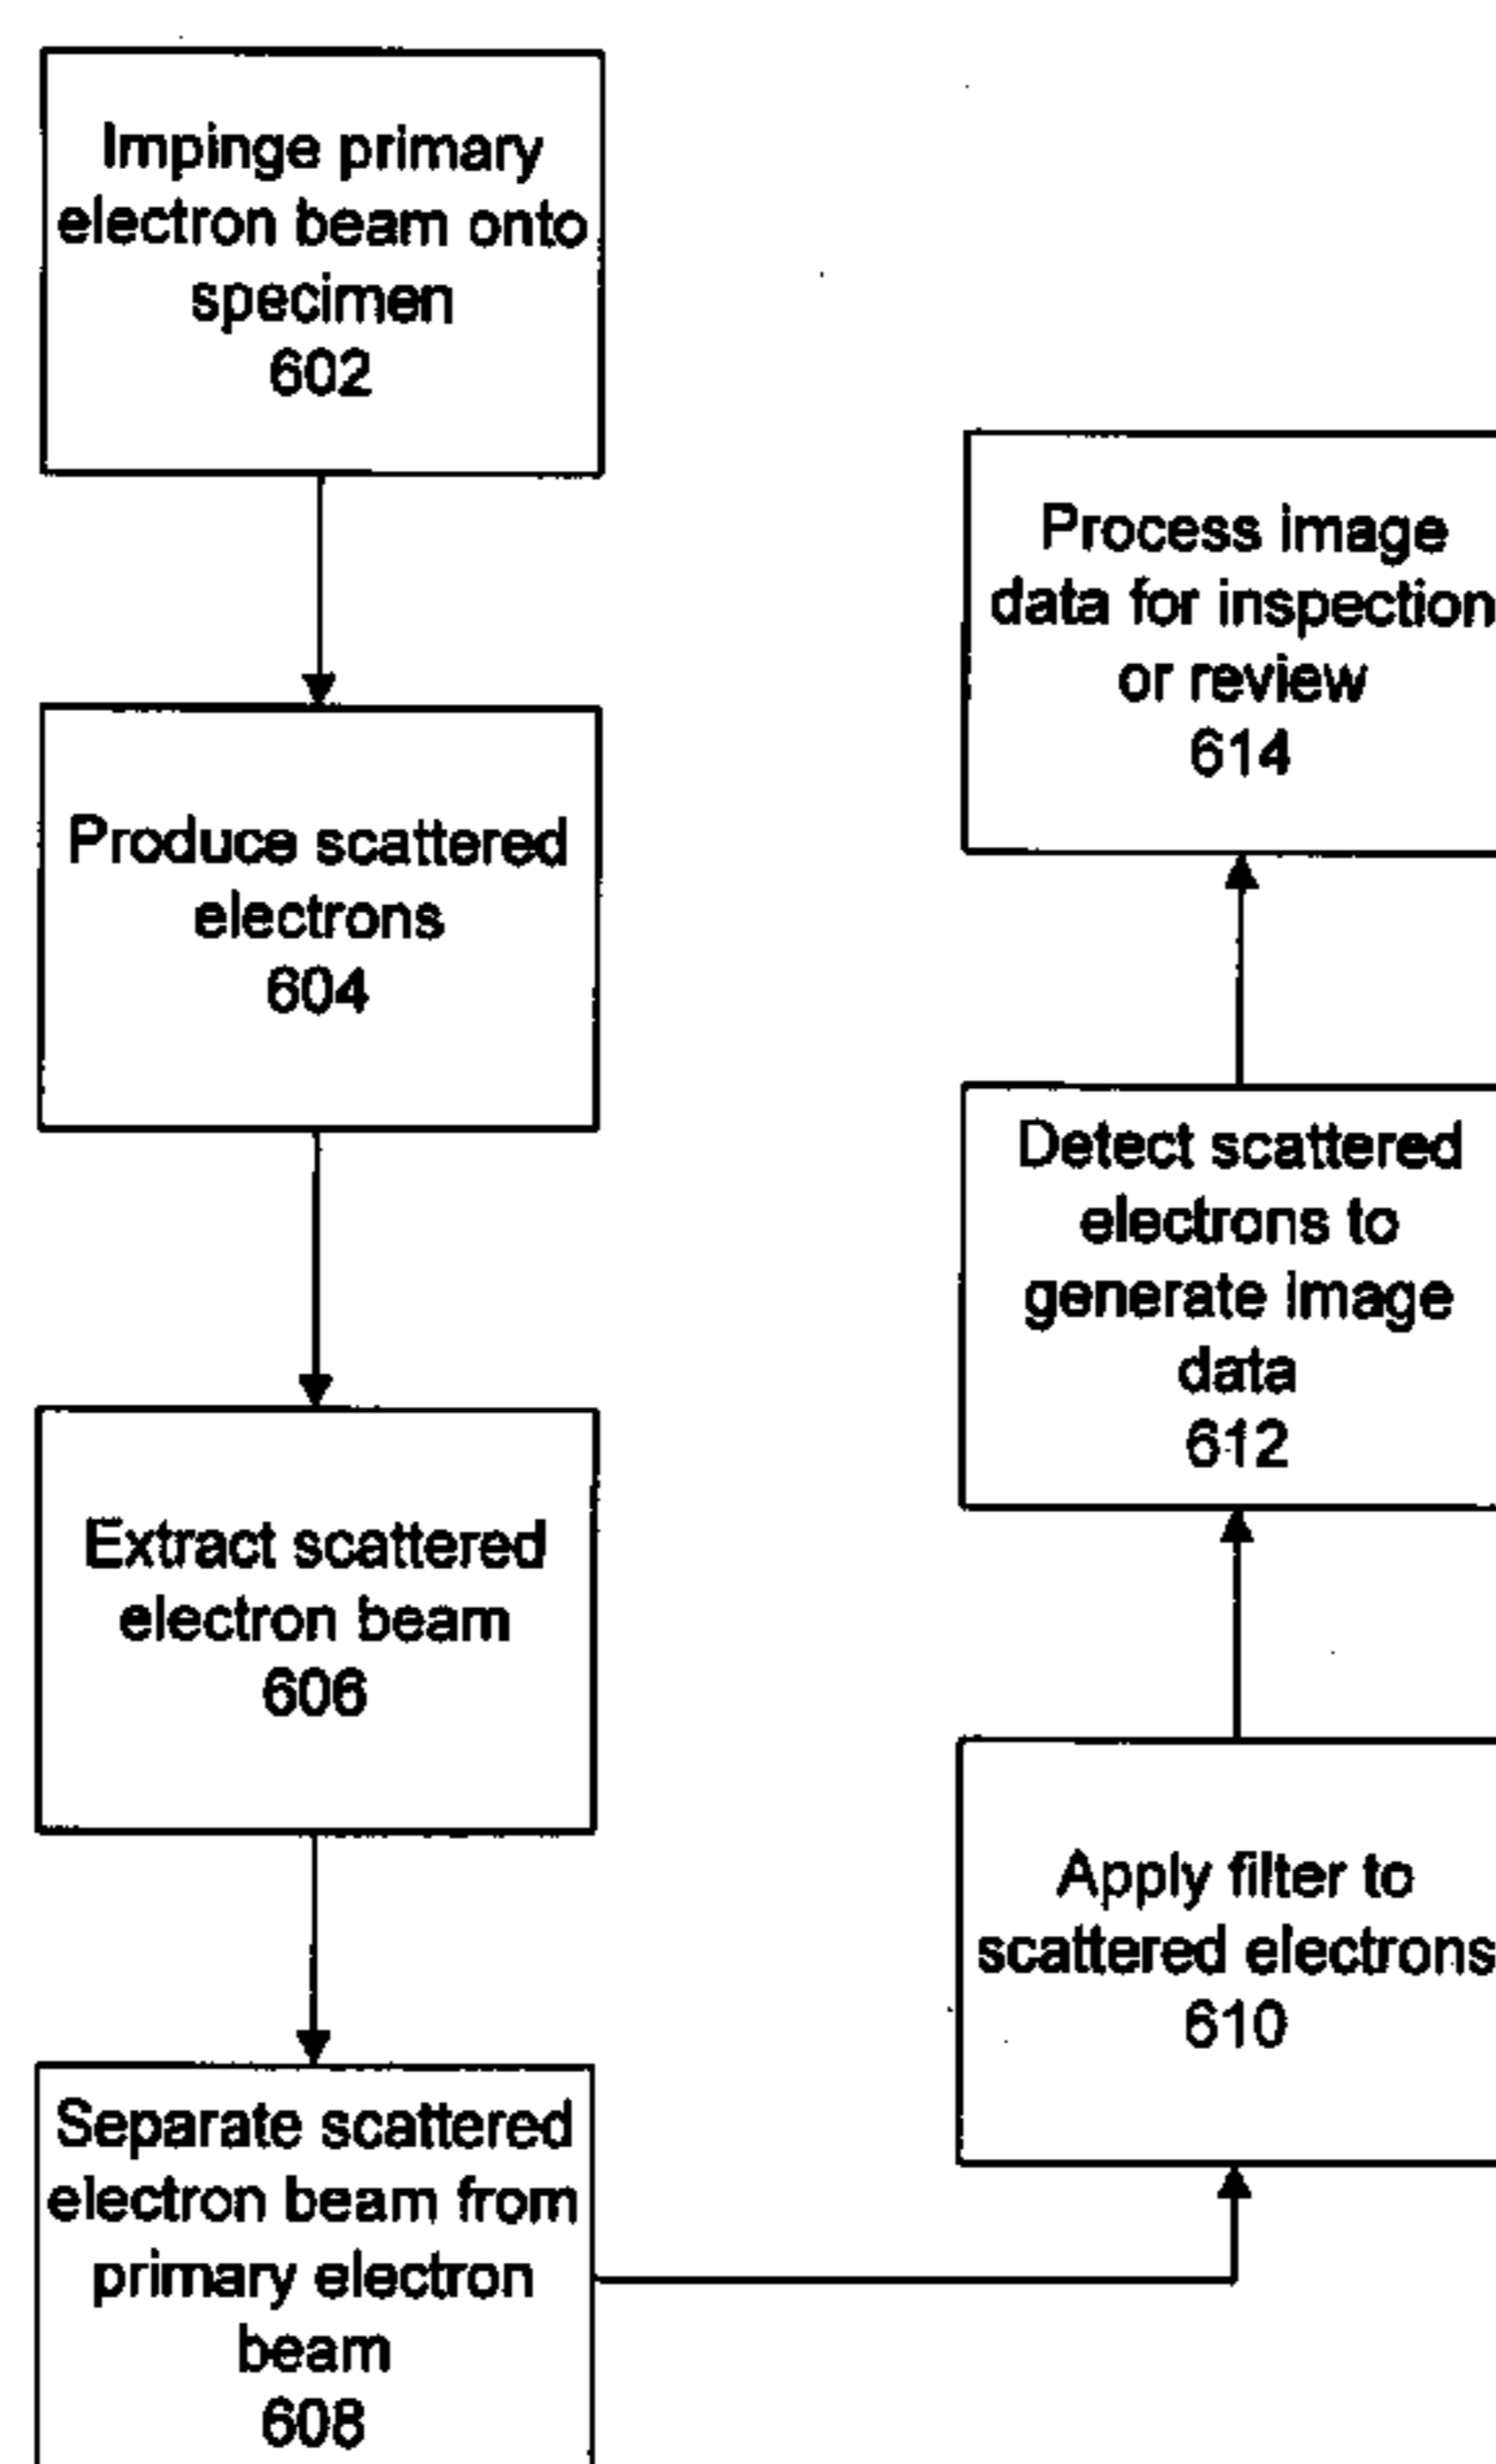 Impinge primary
electron beam onto
specimen
602
Produce scattered
electrons
604
Extract scattered
electron beam
606
Separate scattered
electron beam from
primary electron
beam
608
Apply filter to
scattered electrons
610
Detect scattered
electrons to
generate image
data
612
Process image
data for inspection
or review
614